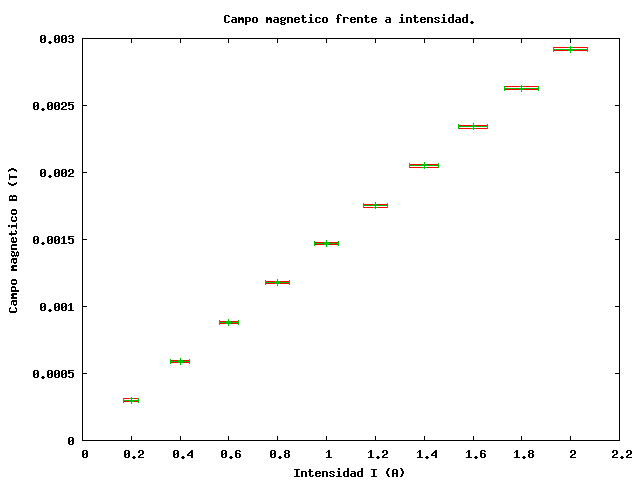 Campo magnetico frente a intensidad.
0.003
0.0025
0.002
0.0015
0.001
0.0005
0
Campo magnetico B (T)
0 0.2 0.4 0.6 0.8 1 1.2 1.4 1.6 1.8 2 2.2
Intensidad I (A)